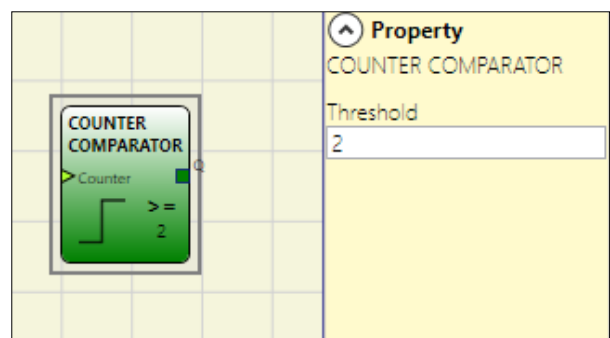 COUNTER
COMPARATOR
Counter
Q
>=
2
Property
COUNTER COMPARATOR
Threshold
2